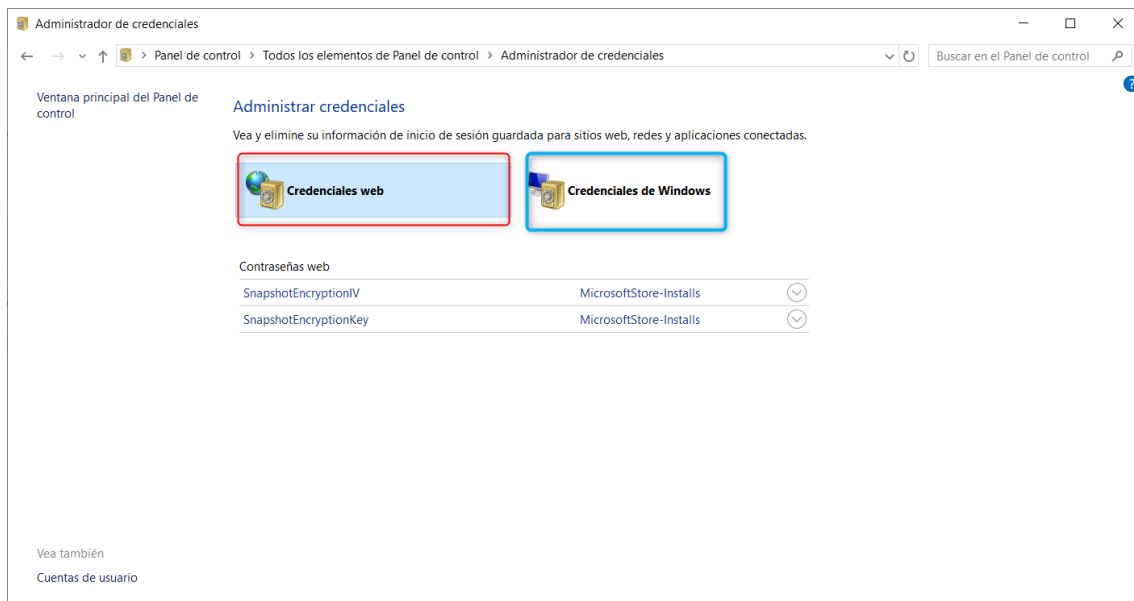 Administrador de credenciales
Panel de control > Todos los elementos de Panel de control > Administrador de credenciales
Buscar en el Panel de control
?
Ventana principal del Panel de
control
Administrar credenciales
Vea y elimine su información de inicio de sesión guardada para sitios web, redes y aplicaciones conectadas.
Credenciales web
Credenciales de Windows
Contraseñas web
SnapshotEncryptionIV MicrosoftStore-Installs
SnapshotEncryptionKey MicrosoftStore-Installs
Vea también
Cuentas de usuario